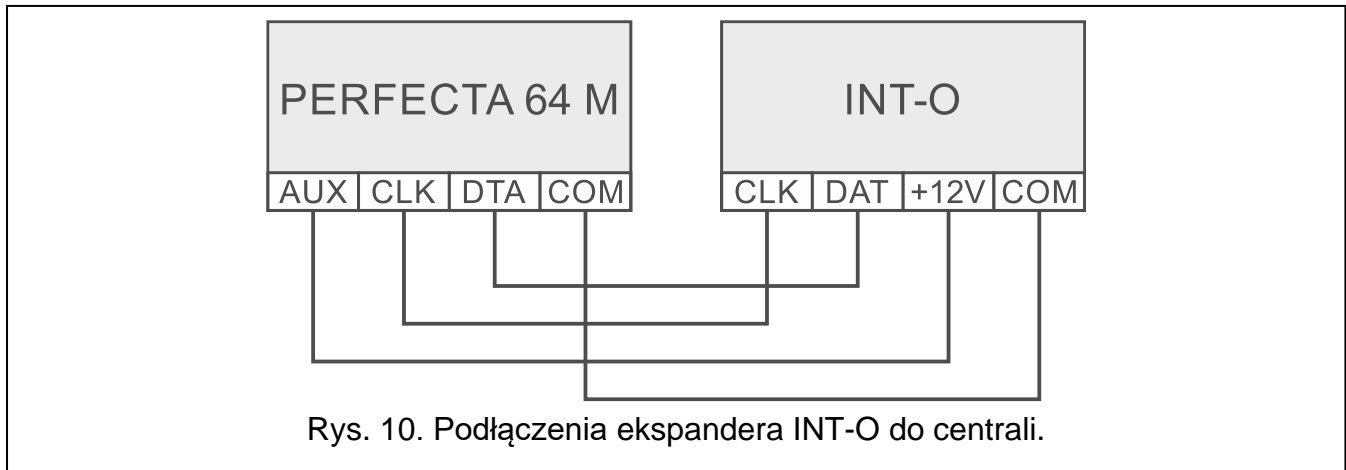 PERFECTA 64 M INT-O
AUX CLK DTA COM CLK DAT +12V COM
Rys. 10. Podłączenia ekspandera INT-O do centrali.